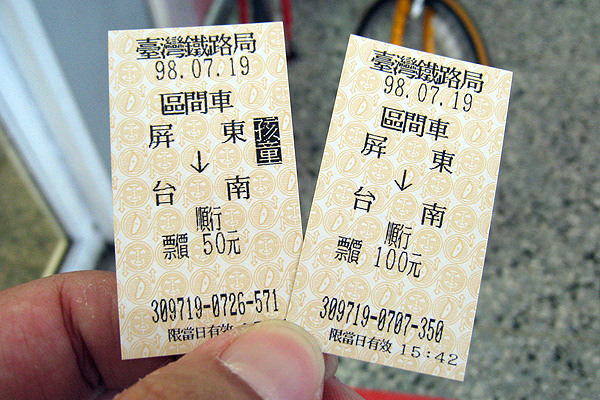 臺灣鐵路局
98.07.19
區間車
屏東 孩童
↓
台南
順行
票價 50元
309719-0726-571
限當日有效
臺灣鐵路局
98.07.19
區間車
屏東
↓
台南
順行
票價 100元
309719-0707-350
限當日有效 15:42